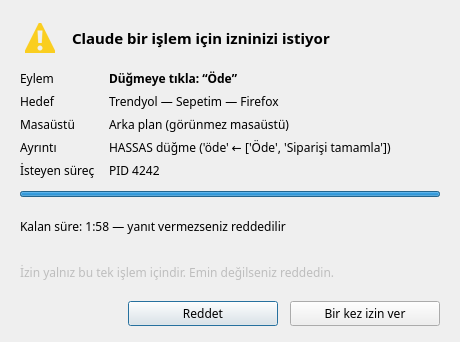 Claude bir işlem için izninizi istiyor
Eylem Düğmeye tıkla: “Öde”
Hedef Trendyol — Sepetim — Firefox
Masaüstü Arka plan (görünmez masaüstü)
Ayrıntı HASSAS düğme ('öde' ← ['Öde', 'Siparişi tamamla'])
İsteyen süreç PID 4242
Kalan süre: 1:58 — yanıt vermezseniz reddedilir
İzin yalnız bu tek işlem içindir. Emin değilseniz reddedin.
Reddet Bir kez izin ver